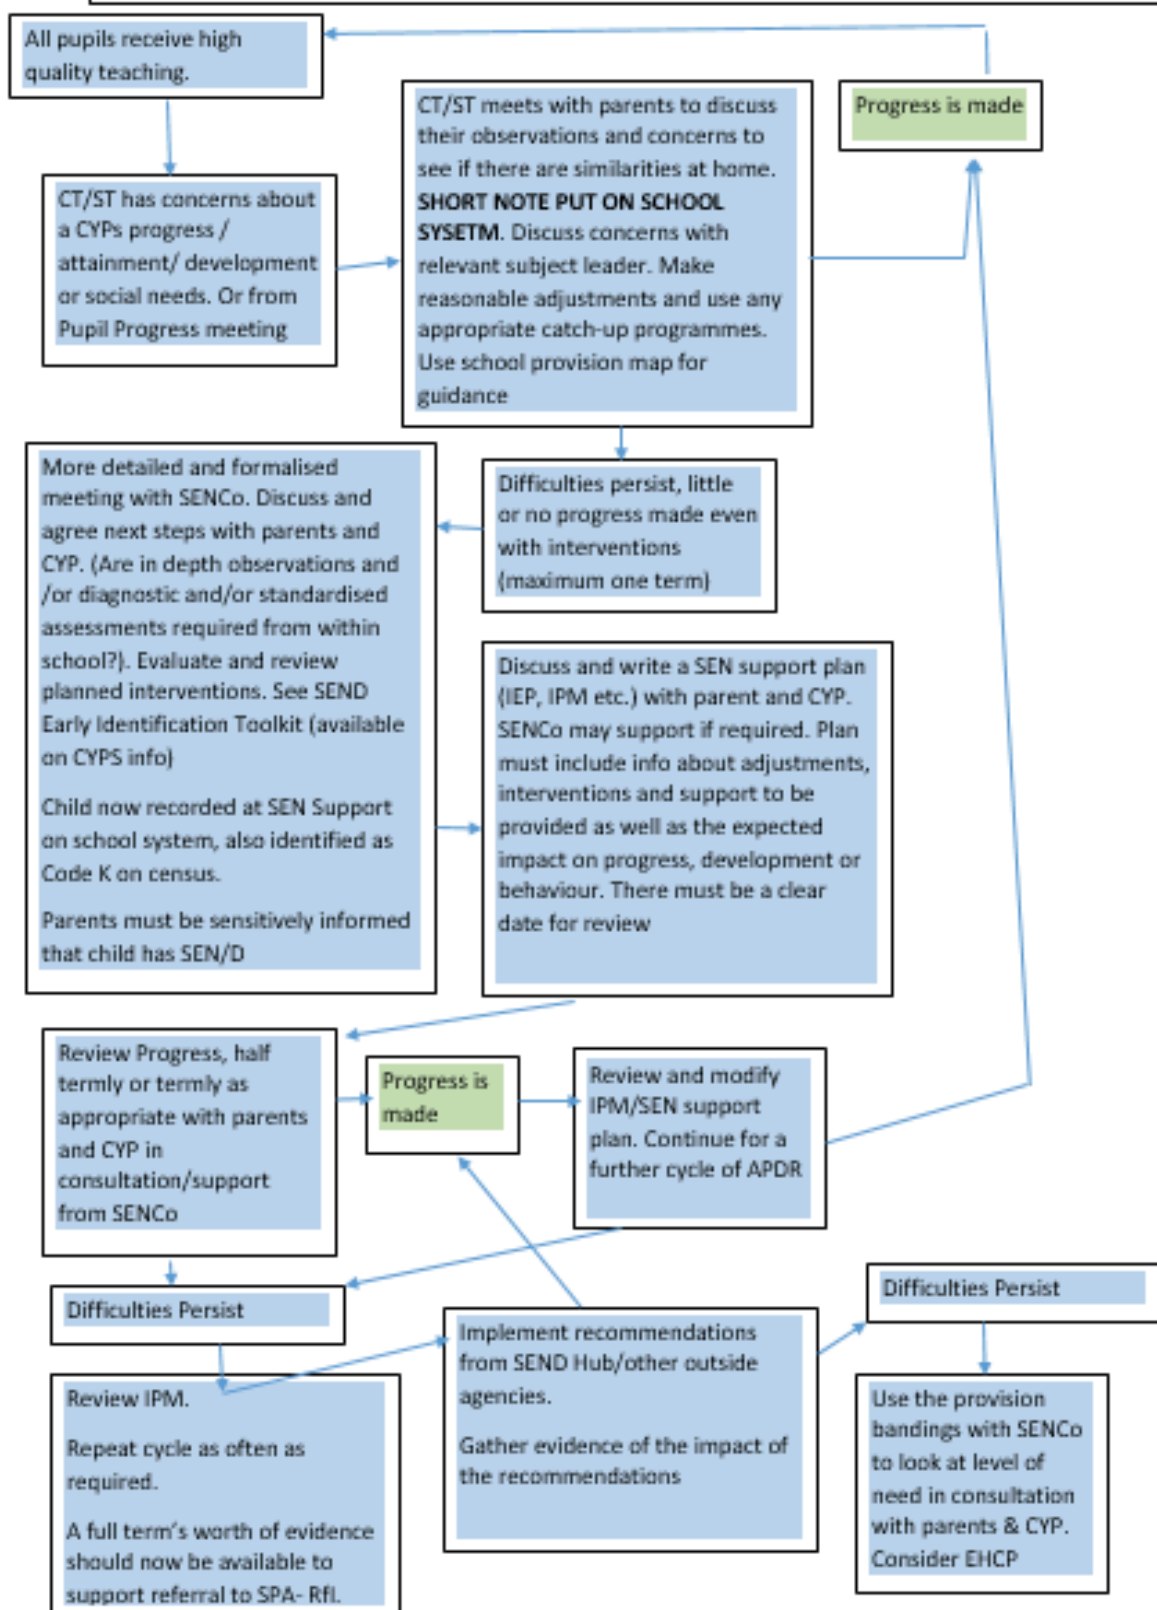 All pupils receive high
quality teaching.
Progress is made
CT/ST meets with parents to discuss
their observations and concerns to
see if there are similarities at home.
SHORT NOTE PUT ON SCHOOL
SYSETM. Discuss concerns with
relevant subject leader. Make
reasonable adjustments and use any
appropriate catch-up programmes.
Use school provision map for
guidance
CT/ST has concerns about
a CYPs progress /
attainment/ development
or social needs. Or from
Pupil Progress meeting
Difficulties persist, little
or no progress made even
with interventions
(maximum one term)
More detailed and formalised
meeting with SENCo. Discuss and
agree next steps with parents and
CYP. (Are in depth observations and
/or diagnostic and/or standardised
assessments required from within
school?). Evaluate and review
planned interventions. See SEND
Early Identification Toolkit (available
on CYPS info)
Child now recorded at SEN Support
on school system, also identified as
Code K on census.
Parents must be sensitively informed
that child has SEN/D
Discuss and write a SEN support plan
(IEP, IPM etc.) with parent and CYP.
SENCo may support if required. Plan
must include info about adjustments,
interventions and support to be
provided as well as the expected
impact on progress, development or
behaviour. There must be a clear
date for review
Review Progress, half
termly or termly as
appropriate with parents
and CYP in
consultation/support
from SENCo
Progress is
made
Review and modify
IPM/SEN support
plan. Continue for a
further cycle of APDR
Difficulties Persist
Review IPM.
Repeat cycle as often as
required.
A full term's worth of evidence
should now be available to
support referral to SPA- RfI.
Implement recommendations
from SEND Hub/other outside
agencies.
Gather evidence of the impact of
the recommendations
Difficulties Persist
Use the provision
bandings with SENCo
to look at level of
need in consultation
with parents & CYP.
Consider EHCP